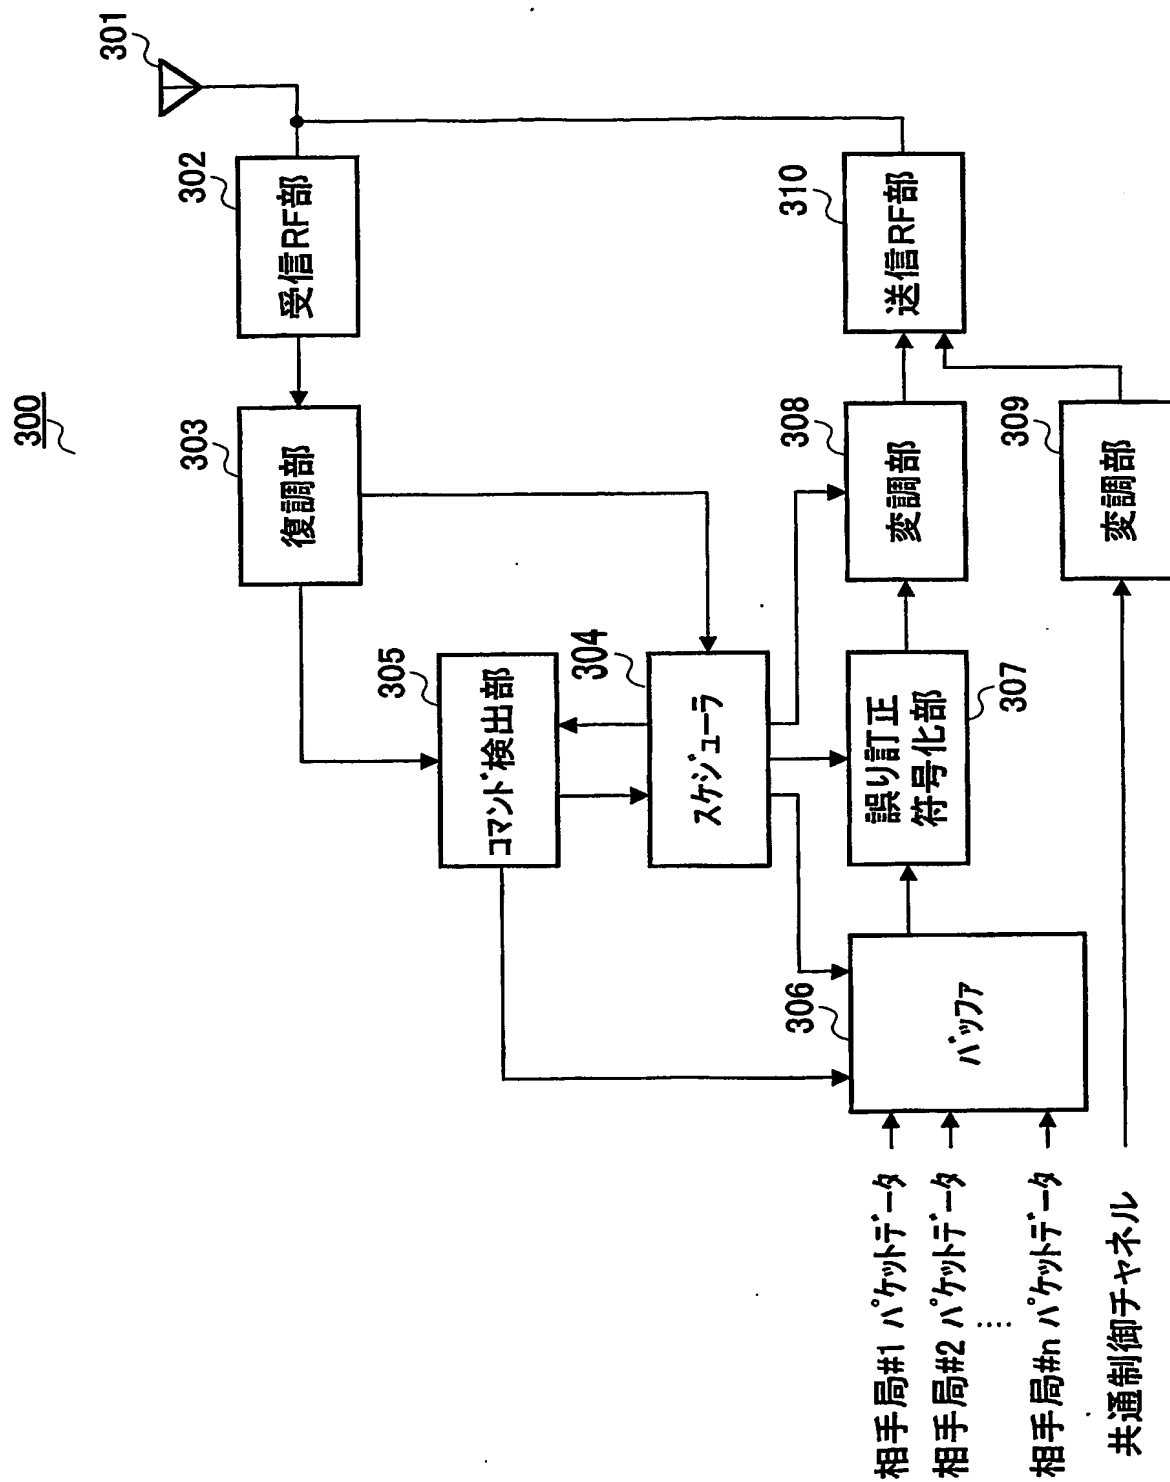 300
301
302
受信RF部
303
復調部
305
コマンド検出部
304
スケジューラ
306
バッファ
307
誤り訂正
符号化部
308
変調部
309
変調部
310
送信RF部
相手局#1 パケットデータ
相手局#2 パケットデータ
....
相手局#n パケットデータ
共通制御チャネル